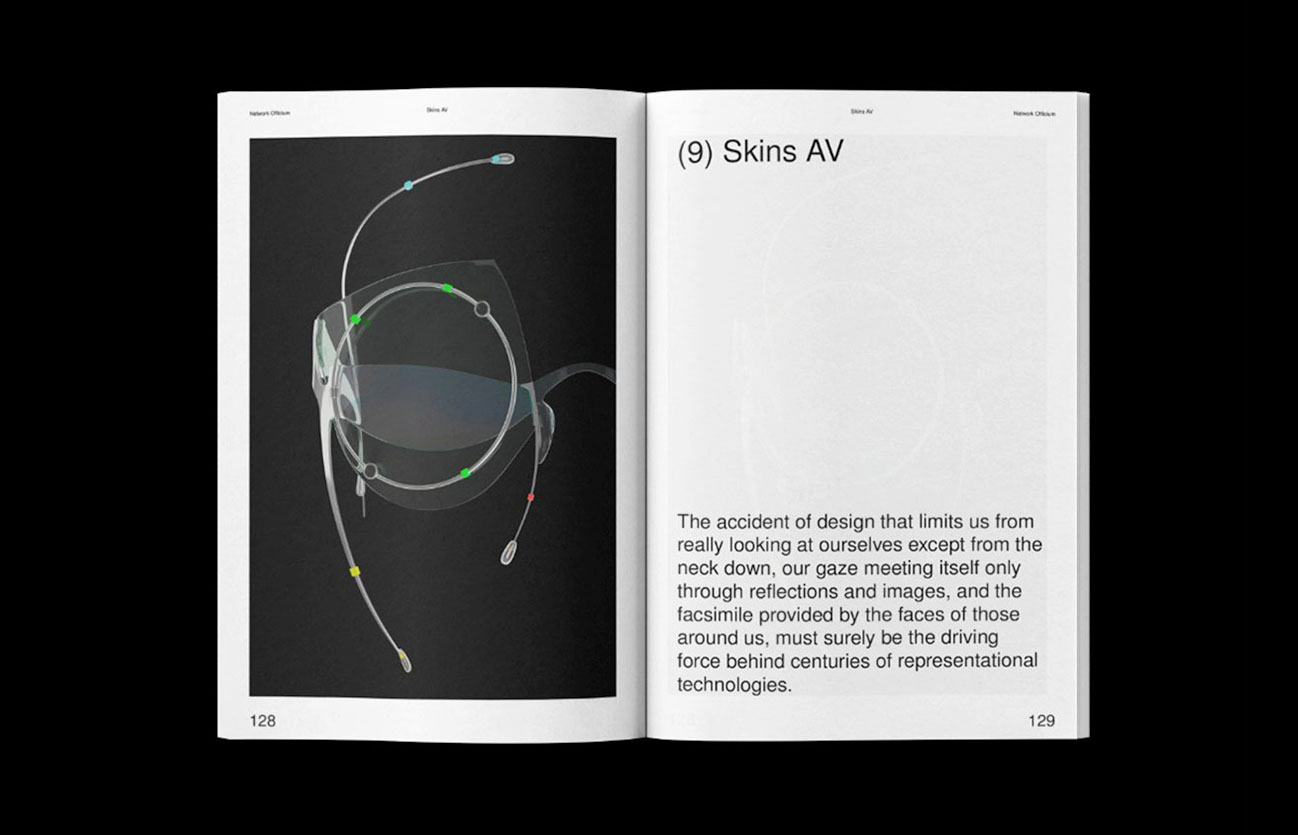 Network Officium
Skins AV
Skins AV
Network Officium
(9) Skins AV
The accident of design that limits us from
really looking at ourselves except from the
neck down, our gaze meeting itself only
through reflections and images, and the
facsimile provided by the faces of those
around us, must surely be the driving
force behind centuries of representational
technologies.
128
129